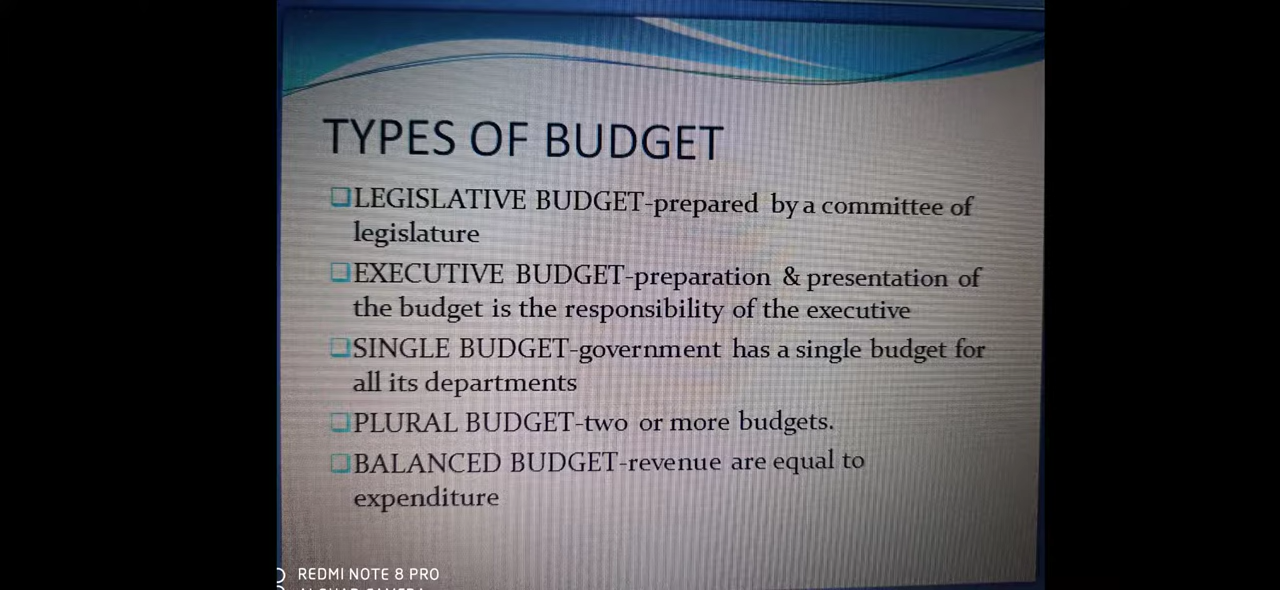 TYPES OF BUDGET
LEGISLATIVE BUDGET-prepared by a committee of
legislature
EXECUTIVE BUDGET-preparation & presentation of
the budget is the responsibility of the executive
SINGLE BUDGET-government has a single budget for
all its departments
PLURAL BUDGET-two or more budgets.
BALANCED BUDGET-revenue are equal to
expenditure
REDMI NOTE 8 PRO